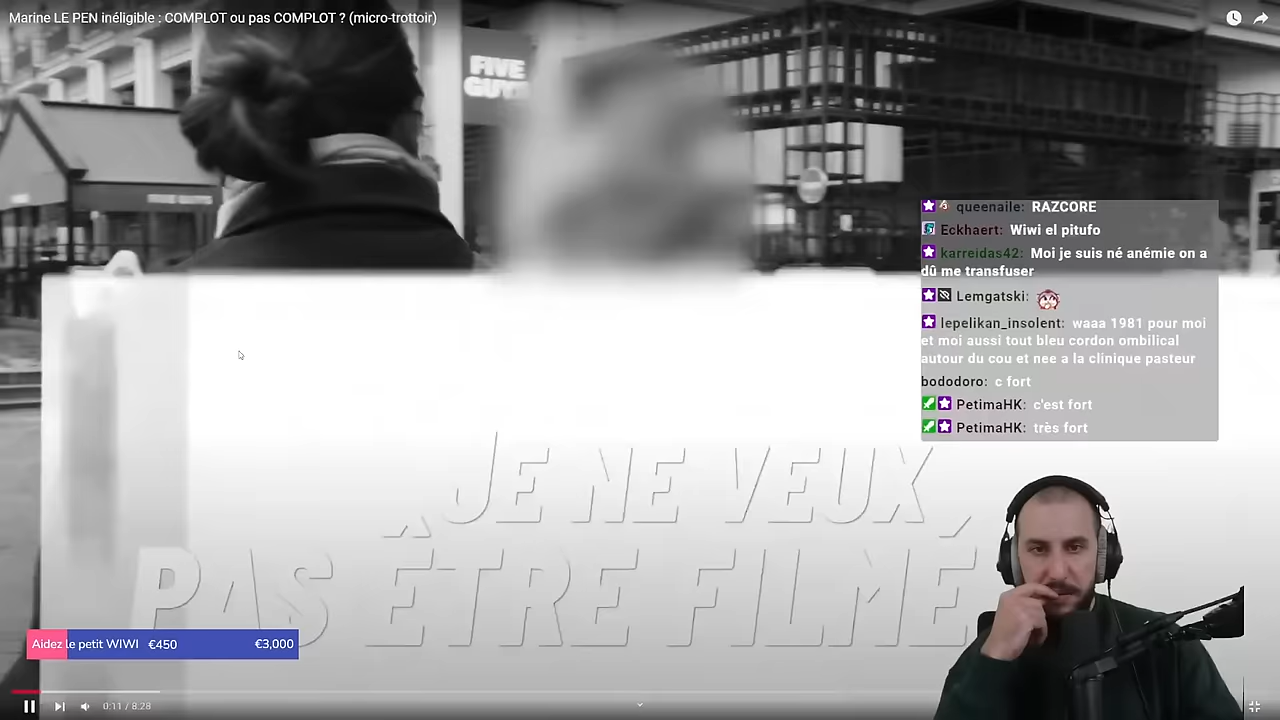 Marine LE PEN inéligible : COMPLOT ou pas COMPLOT ? (micro-trottoir)
FIVE
GUYS
queenaile: RAZCORE
Eckhaert: Wiwi el pitufo
karreidas42: Moi je suis né anémie on a
dû me transfuser
Lemgatski:
lepelikan_insolent: waaa 1981 pour moi
et moi aussi tout bleu cordon ombilical
autour du cou et nee a la clinique pasteur
bododoro: c fort
PetimaHK: c'est fort
PetimaHK: très fort
JE NE VEUX
PAS ÊTRE FILMÉ
Aidez le petit WIWI €450 €3,000
0:11 / 8:28